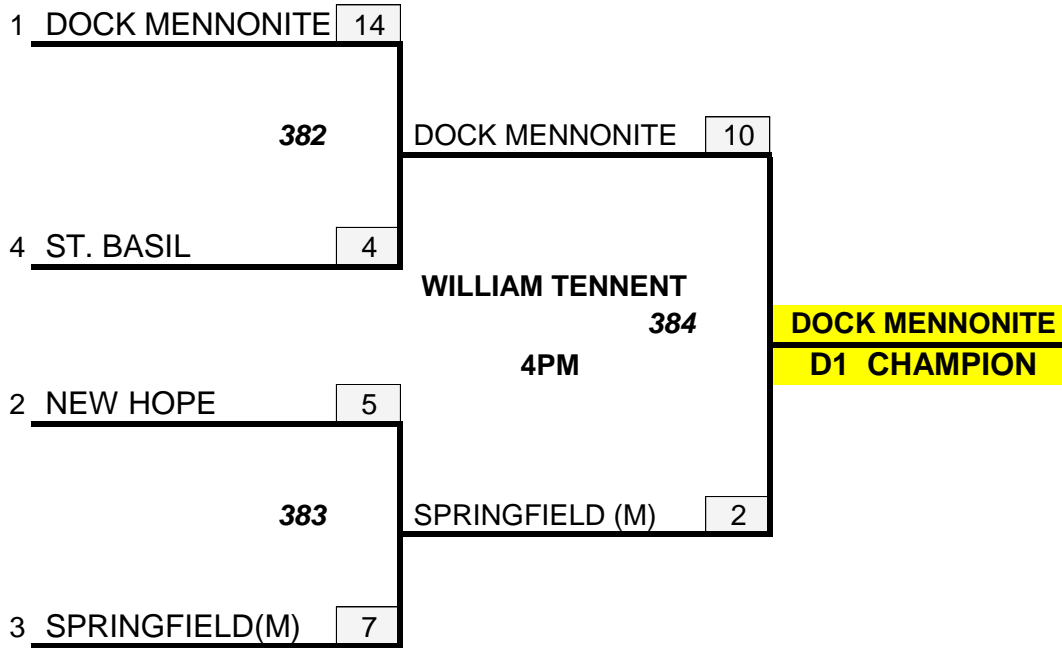 1 DOCK MENNONITE 14
382 DOCK MENNONITE 10
4 ST. BASIL 4
WILLIAM TENNENT
384 DOCK MENNONITE
4PM D1 CHAMPION
2 NEW HOPE 5
383 SPRINGFIELD (M) 2
3 SPRINGFIELD(M) 7